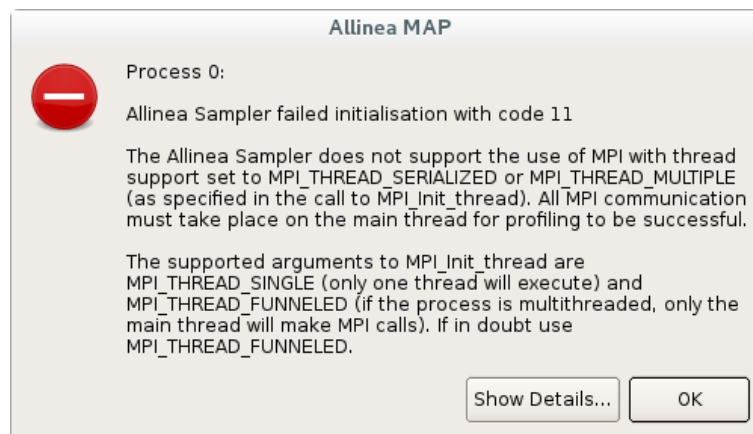 Allinea MAP
Process 0:
Allinea Sampler failed initialisation with code 11
The Allinea Sampler does not support the use of MPI with thread
support set to MPI_THREAD_SERIALIZED or MPI_THREAD_MULTIPLE
(as specified in the call to MPI_Init_thread). All MPI communication
must take place on the main thread for profiling to be successful.
The supported arguments to MPI_Init_thread are
MPI_THREAD_SINGLE (only one thread will execute) and
MPI_THREAD_FUNNELED (if the process is multithreaded, only the
main thread will make MPI calls). If in doubt use
MPI_THREAD_FUNNELED.
Show Details... OK